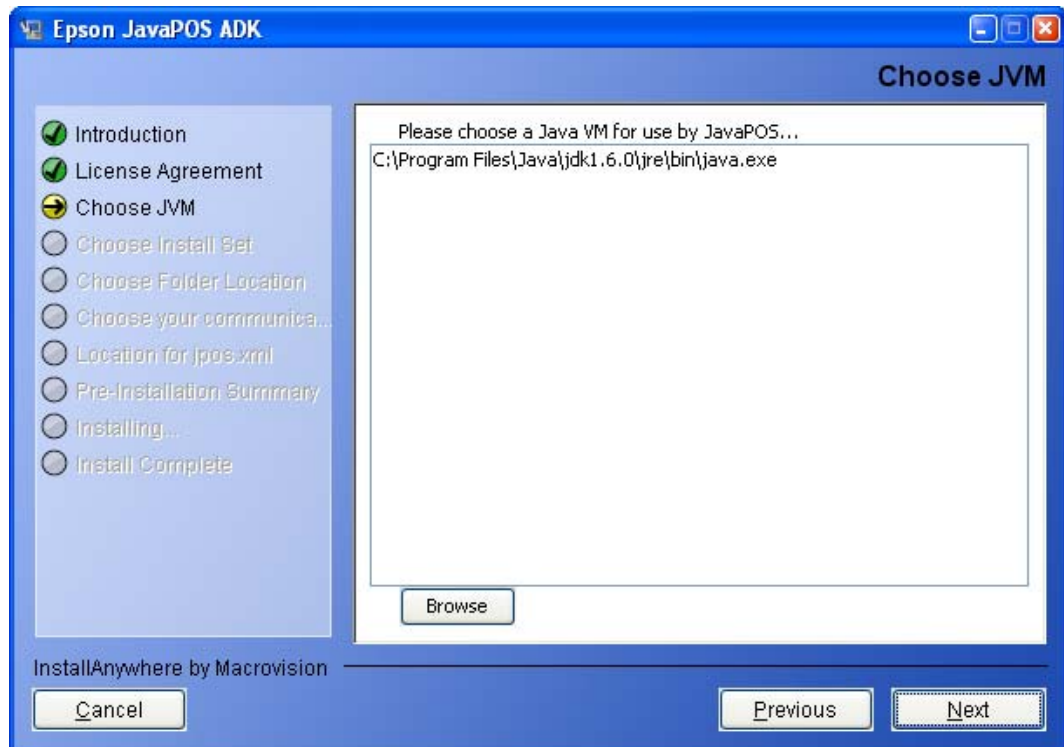 Epson JavaPOS ADK
Choose JVM
Introduction
License Agreement
Choose JVM
Choose Install Set
Choose Folder Location
Choose your communica...
Location for jpos.xml
Pre-Installation Summary
Installing...
Install Complete
Please choose a Java VM for use by JavaPOS...
C:\Program Files\Java\jdk1.6.0\jre\bin\java.exe
Browse
InstallAnywhere by Macrovision
Cancel
Previous
Next